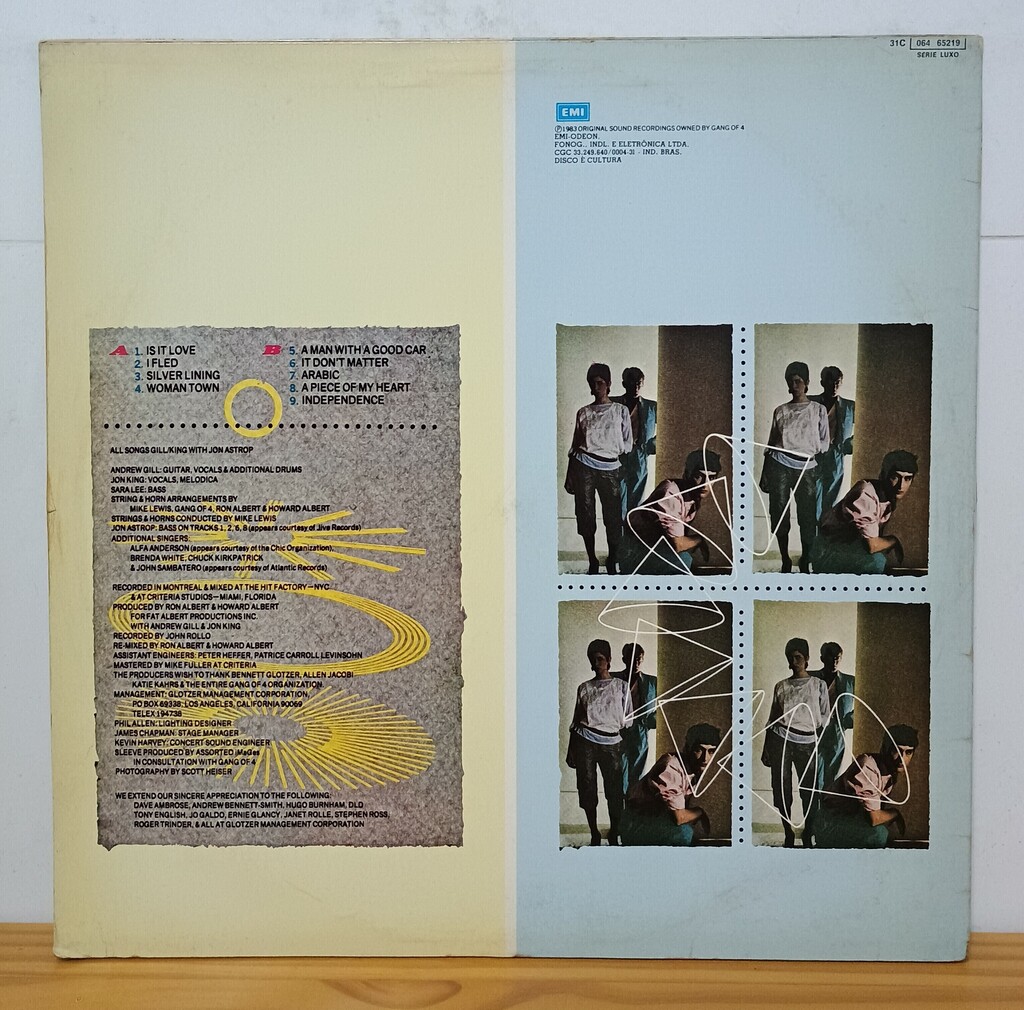 31C 064 65219
SERIE LUXO
EMI
Ⓟ1983 ORIGINAL SOUND RECORDINGS OWNED BY GANG OF 4
EMI-ODEON.
FONOG., INDL. E ELETRÔNICA LTDA.
CGC 33.249.640/0004-31 - IND. BRAS.
DISCO É CULTURA
A 1. IS IT LOVE
2. I FLED
3. SILVER LINING
4. WOMAN TOWN
B 5. A MAN WITH A GOOD CAR
6. IT DON'T MATTER
7. ARABIC
8. A PIECE OF MY HEART
9. INDEPENDENCE
ALL SONGS GILL/KING WITH JON ASTROP
ANDREW GILL: GUITAR, VOCALS & ADDITIONAL DRUMS
JON KING: VOCALS, MELODICA
SARA LEE: BASS
STRING & HORN ARRANGEMENTS BY
MIKE LEWIS, GANG OF 4, RON ALBERT & HOWARD ALBERT
STRINGS & HORNS CONDUCTED BY MIKE LEWIS
JON ASTROP: BASS ON TRACKS 1, 2, 6, 8 (appears courtesy of Jive Records)
ADDITIONAL SINGERS:
ALFA ANDERSON (appears courtesy of the Chic Organization),
BRENDA WHITE, CHUCK KIRKPATRICK
& JOHN SAMBATERO (appears courtesy of Atlantic Records)
RECORDED IN MONTREAL & MIXED AT THE HIT FACTORY—NYC
& AT CRITERIA STUDIOS—MIAMI, FLORIDA
PRODUCED BY RON ALBERT & HOWARD ALBERT
FOR FAT ALBERT PRODUCTIONS INC.
WITH ANDREW GILL & JON KING
RECORDED BY JOHN ROLLO
RE-MIXED BY RON ALBERT & HOWARD ALBERT
ASSISTANT ENGINEERS: PETER HEFFER, PATRICE CARROLL LEVINSOHN
MASTERED BY MIKE FULLER AT CRITERIA
THE PRODUCERS WISH TO THANK BENNETT GLOTZER, ALLEN JACOBI
KATIE KAHRS & THE ENTIRE GANG OF 4 ORGANIZATION
MANAGEMENT: GLOTZER MANAGEMENT CORPORATION,
PO BOX 69338, LOS ANGELES, CALIFORNIA 90069
TELEX 194738
PHIL ALLEN: LIGHTING DESIGNER
JAMES CHAPMAN: STAGE MANAGER
KEVIN HARVEY: CONCERT SOUND ENGINEER
SLEEVE PRODUCED BY ASSORTED iMaGes
IN CONSULTATION WITH GANG OF 4
PHOTOGRAPHY BY SCOTT HEISER
WE EXTEND OUR SINCERE APPRECIATION TO THE FOLLOWING:
DAVE AMBROSE, ANDREW BENNETT-SMITH, HUGO BURNHAM, DLD
TONY ENGLISH, JO GALDO, ERNIE GLANCY, JANET ROLLE, STEPHEN ROSS,
ROGER TRINDER, & ALL AT GLOTZER MANAGEMENT CORPORATION